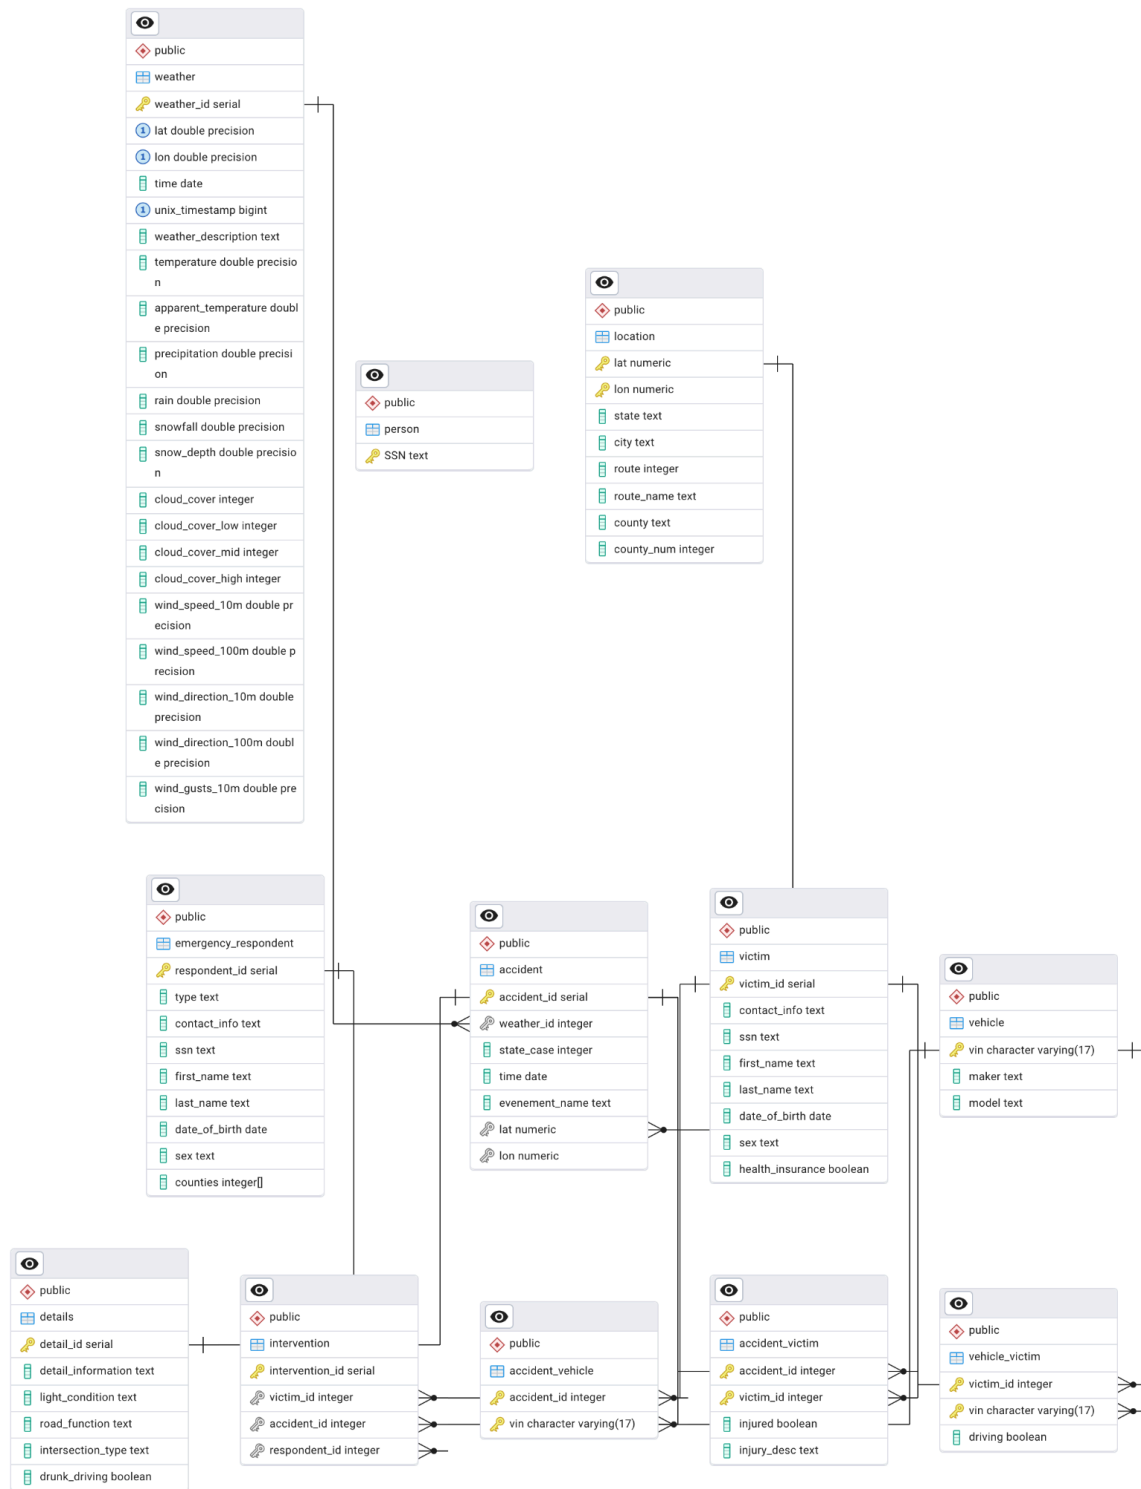 public
weather
weather_id serial
lat double precision
lon double precision
time date
unix_timestamp bigint
weather_description text
temperature double precisio
n
apparent_temperature doubl
e precision
precipitation double precisi
on
rain double precision
snowfall double precision
snow_depth double precisio
n
cloud_cover integer
cloud_cover_low integer
cloud_cover_mid integer
cloud_cover_high integer
wind_speed_10m double pr
ecision
wind_speed_100m double p
recision
wind_direction_10m double
precision
wind_direction_100m doubl
e precision
wind_gusts_10m double pre
cision
public
person
SSN text
public
location
lat numeric
lon numeric
state text
city text
route integer
route_name text
county text
county_num integer
public
emergency_respondent
respondent_id serial
type text
contact_info text
ssn text
first_name text
last_name text
date_of_birth date
sex text
counties integer[]
public
accident
accident_id serial
weather_id integer
state_case integer
time date
evenement_name text
lat numeric
lon numeric
public
victim
victim_id serial
contact_info text
ssn text
first_name text
last_name text
date_of_birth date
sex text
health_insurance boolean
public
vehicle
vin character varying(17)
maker text
model text
public
details
detail_id serial
detail_information text
light_condition text
road_function text
intersection_type text
drunk_driving boolean
public
intervention
intervention_id serial
victim_id integer
accident_id integer
respondent_id integer
public
accident_vehicle
accident_id integer
vin character varying(17)
public
accident_victim
accident_id integer
victim_id integer
injured boolean
injury_desc text
public
vehicle_victim
victim_id integer
vin character varying(17)
driving boolean